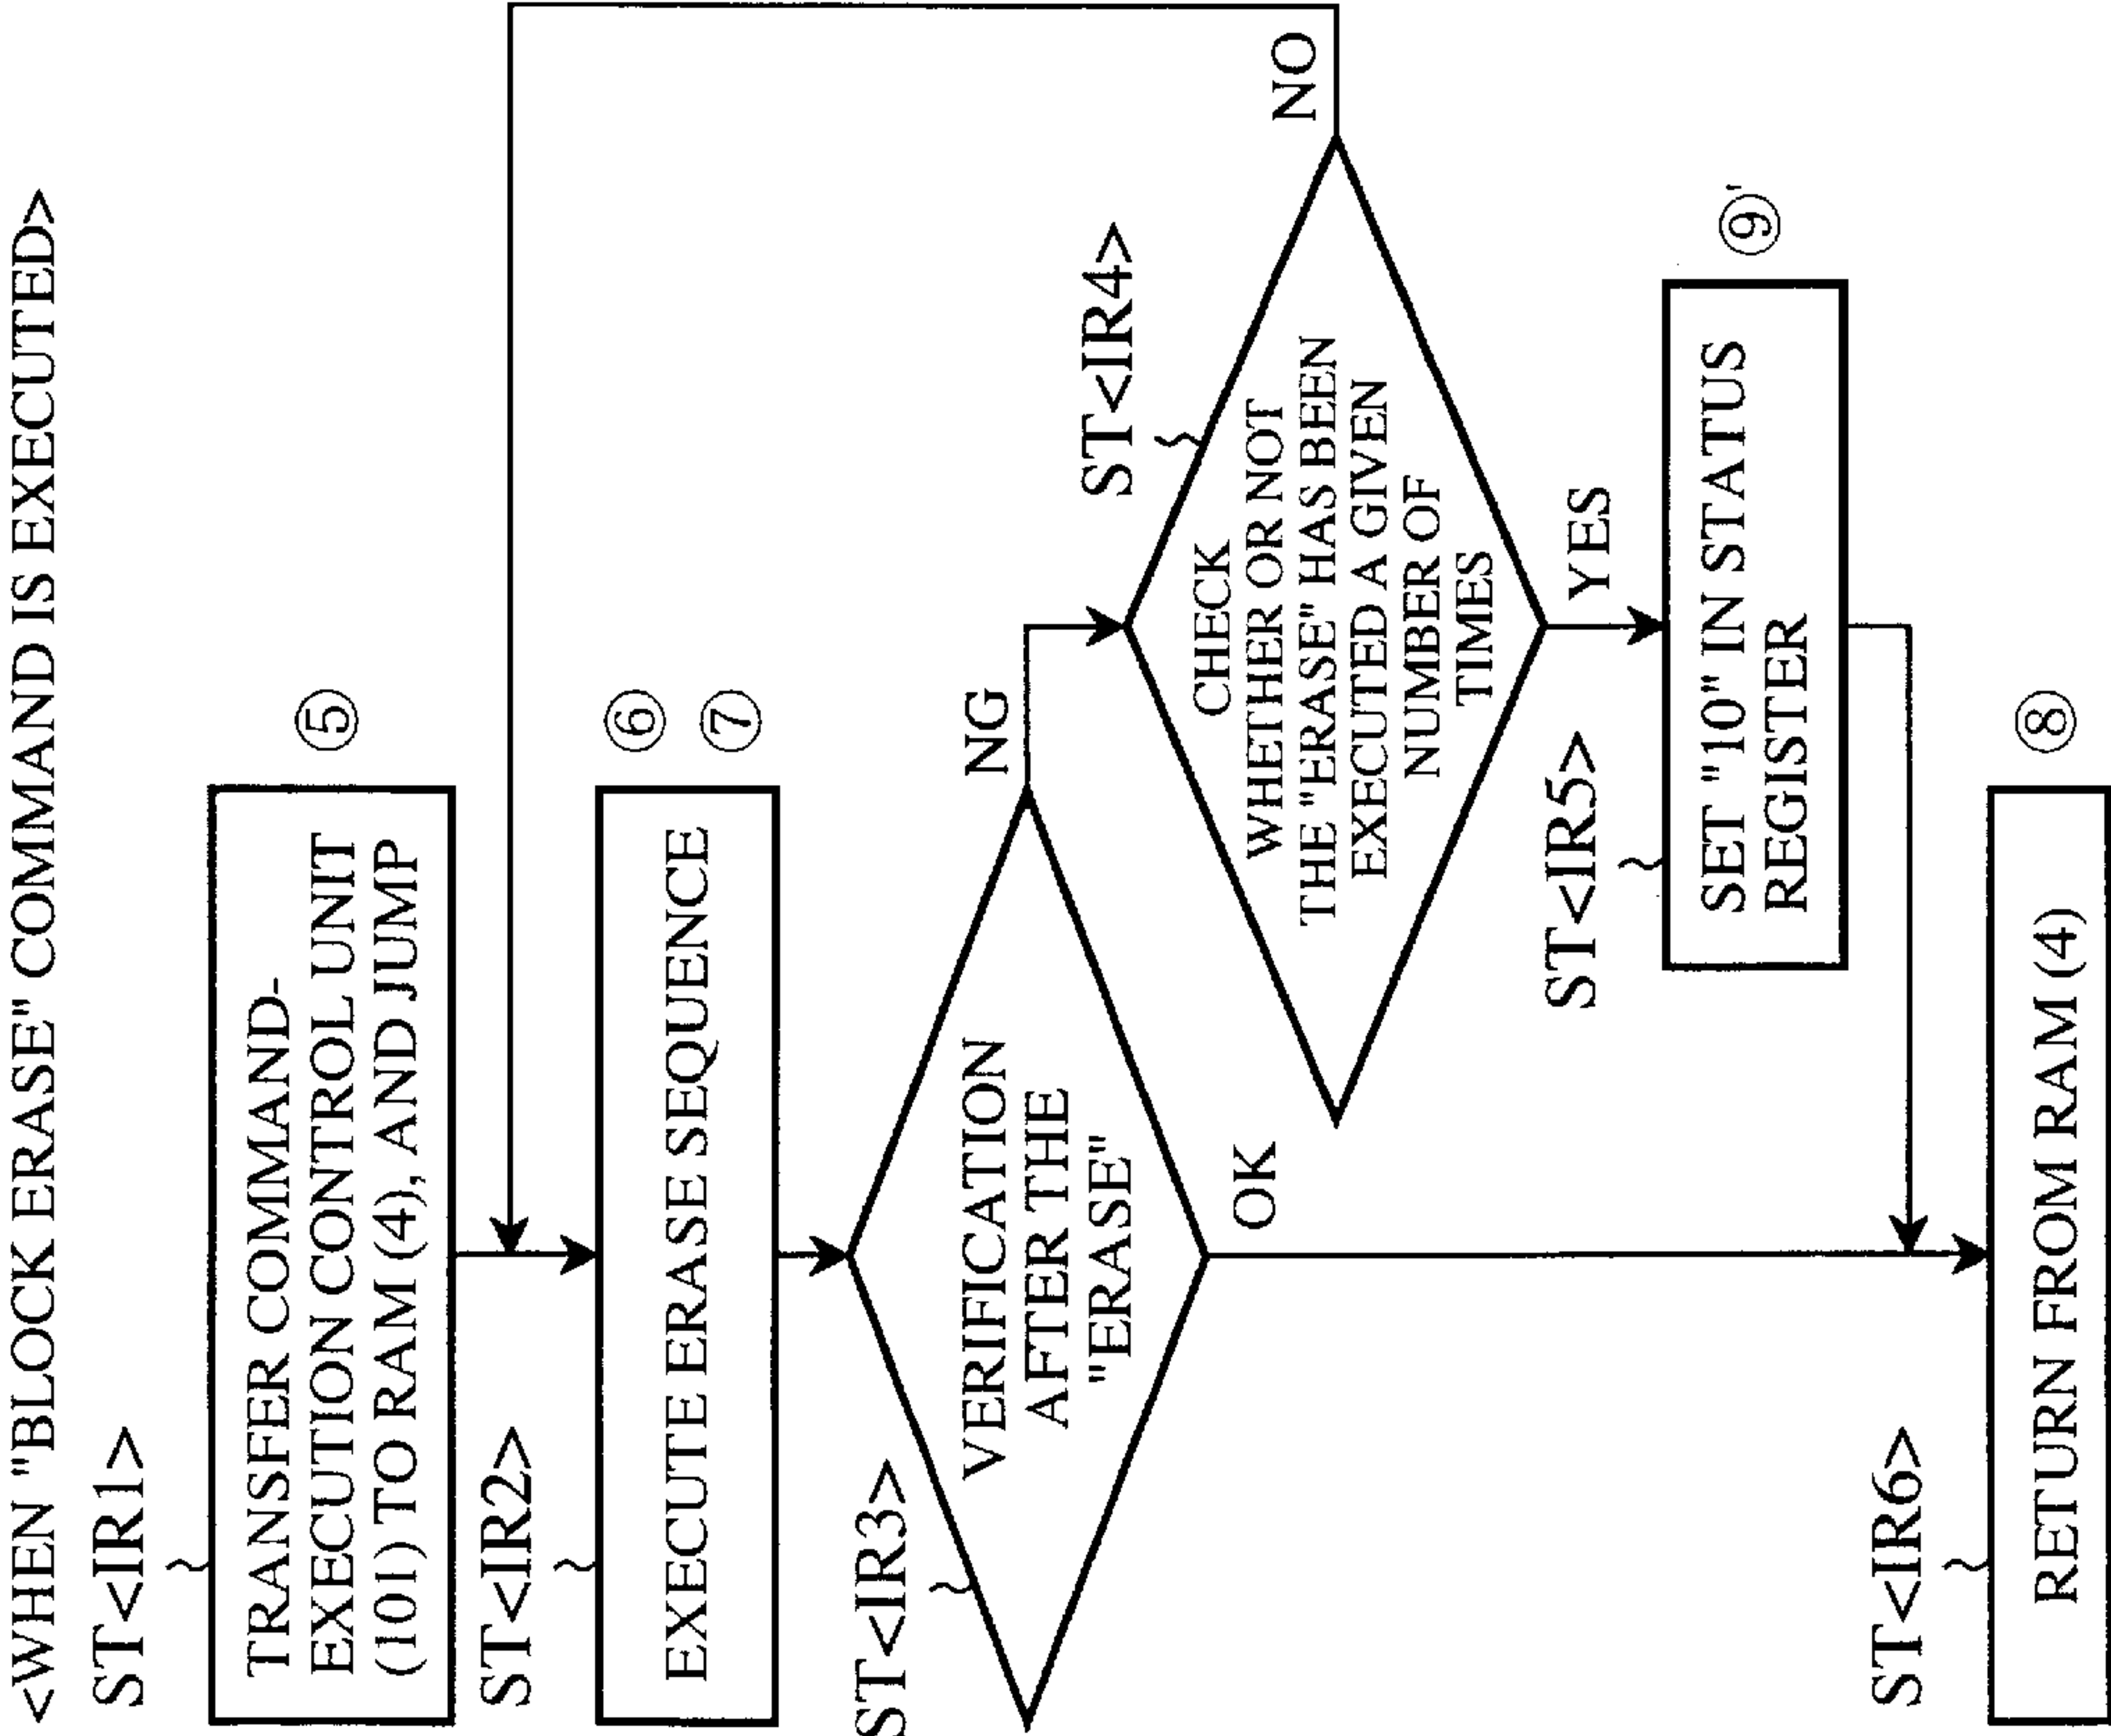 <WHEN "BLOCK ERASE" COMMAND IS EXECUTED>
ST<IR1>
TRANSFER COMMAND-
EXECUTION CONTROL UNIT
(101) TO RAM (4), AND JUMP
⑤
ST<IR2>
EXECUTE ERASE SEQUENCE
⑥
⑦
ST<IR3>
VERIFICATION
AFTER THE
"ERASE"
NG
OK
ST<IR4>
CHECK
WHETHER OR NOT
THE "ERASE" HAS BEEN
EXECUTED A GIVEN
NUMBER OF
TIMES
NO
YES
ST<IR5>
SET "10" IN STATUS
REGISTER
⑨'
ST<IR6>
RETURN FROM RAM (4)
⑧